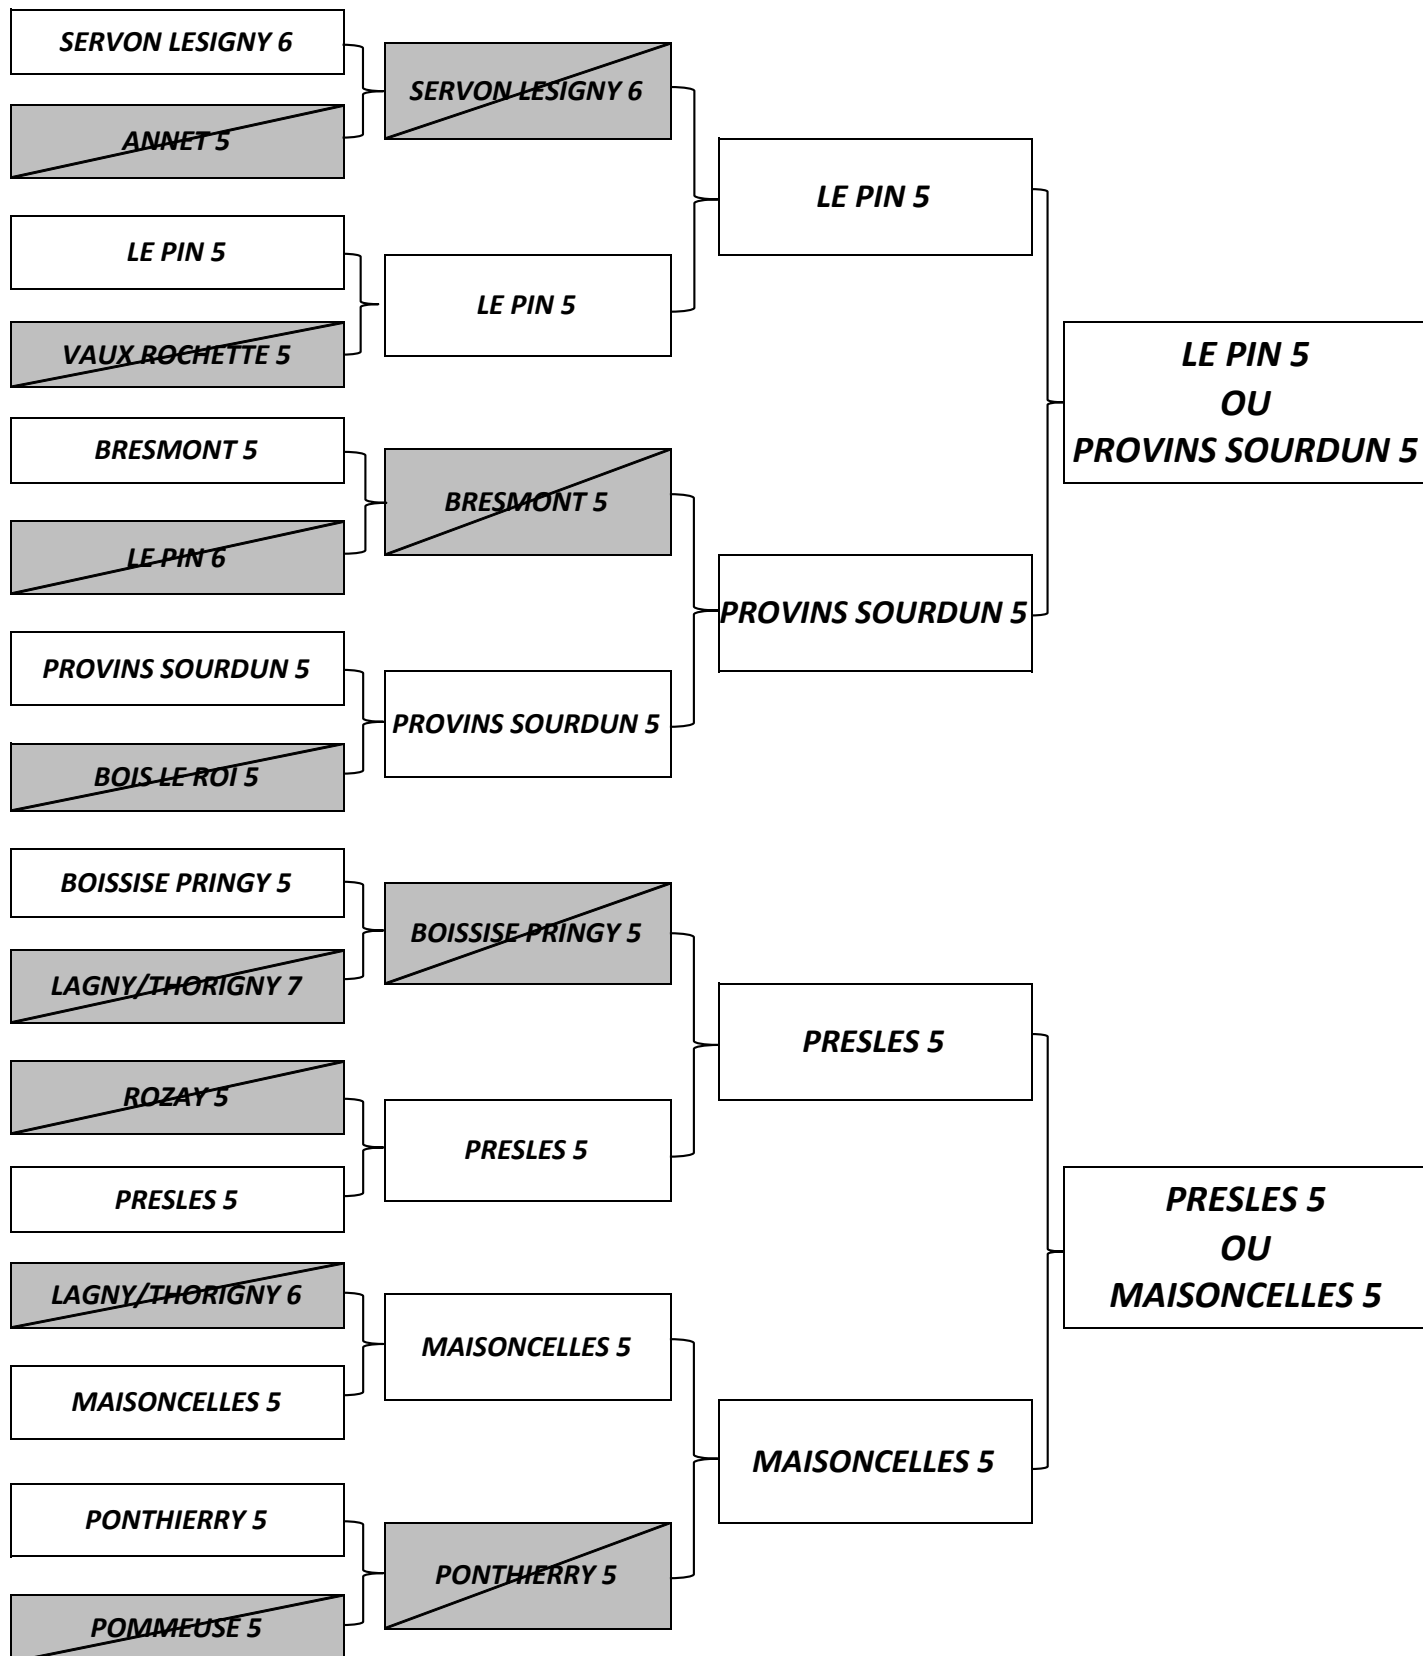 SERVON LESIGNY 6
ANNET 5
LE PIN 5
VAUX ROCHETTE 5
BRESMONT 5
LE PIN 6
PROVINS SOURDUN 5
BOIS LE ROI 5
BOISSISE PRINGY 5
LAGNY/THORIGNY 7
ROZAY 5
PRESLES 5
LAGNY/THORIGNY 6
MAISONCELLES 5
PONTHIERRY 5
POMMEUSE 5
SERVON LESIGNY 6
LE PIN 5
BRESMONT 5
PROVINS SOURDUN 5
BOISSISE PRINGY 5
PRESLES 5
MAISONCELLES 5
PONTHIERRY 5
LE PIN 5
PROVINS SOURDUN 5
PRESLES 5
MAISONCELLES 5
LE PIN 5
OU
PROVINS SOURDUN 5
PRESLES 5
OU
MAISONCELLES 5